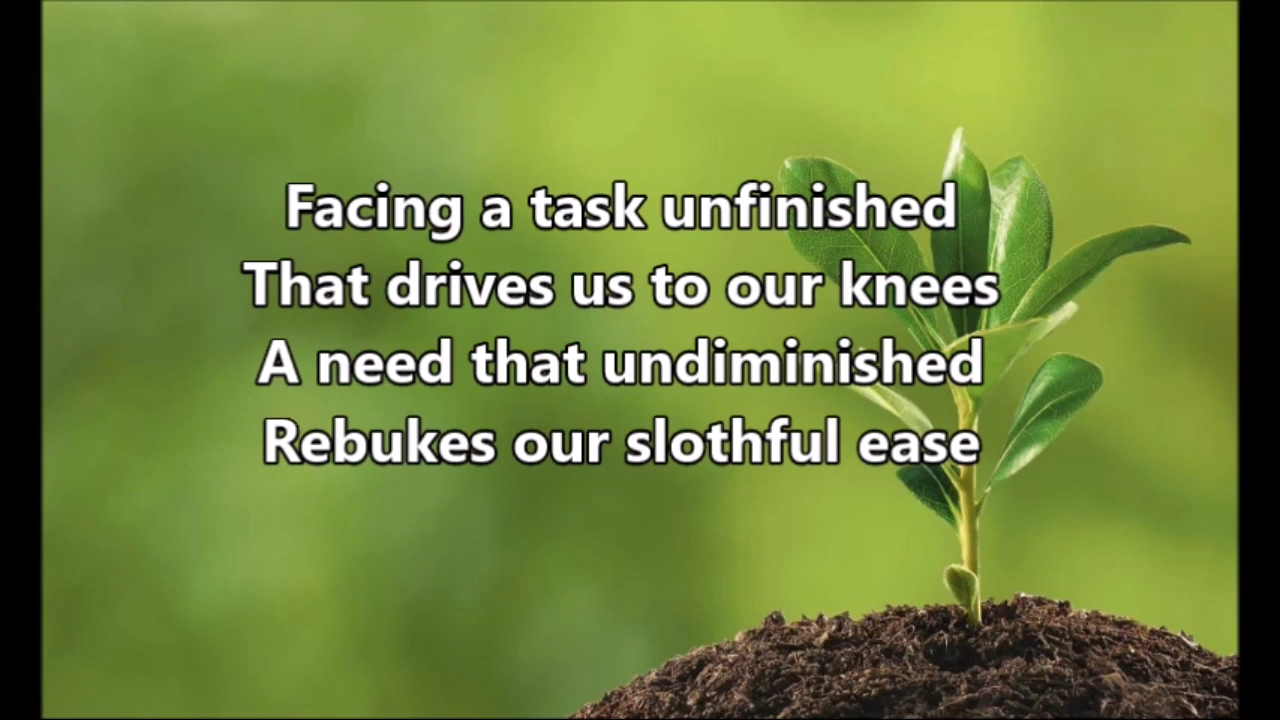 Facing a task unfinished
That drives us to our knees
A need that undiminished
Rebukes our slothful ease